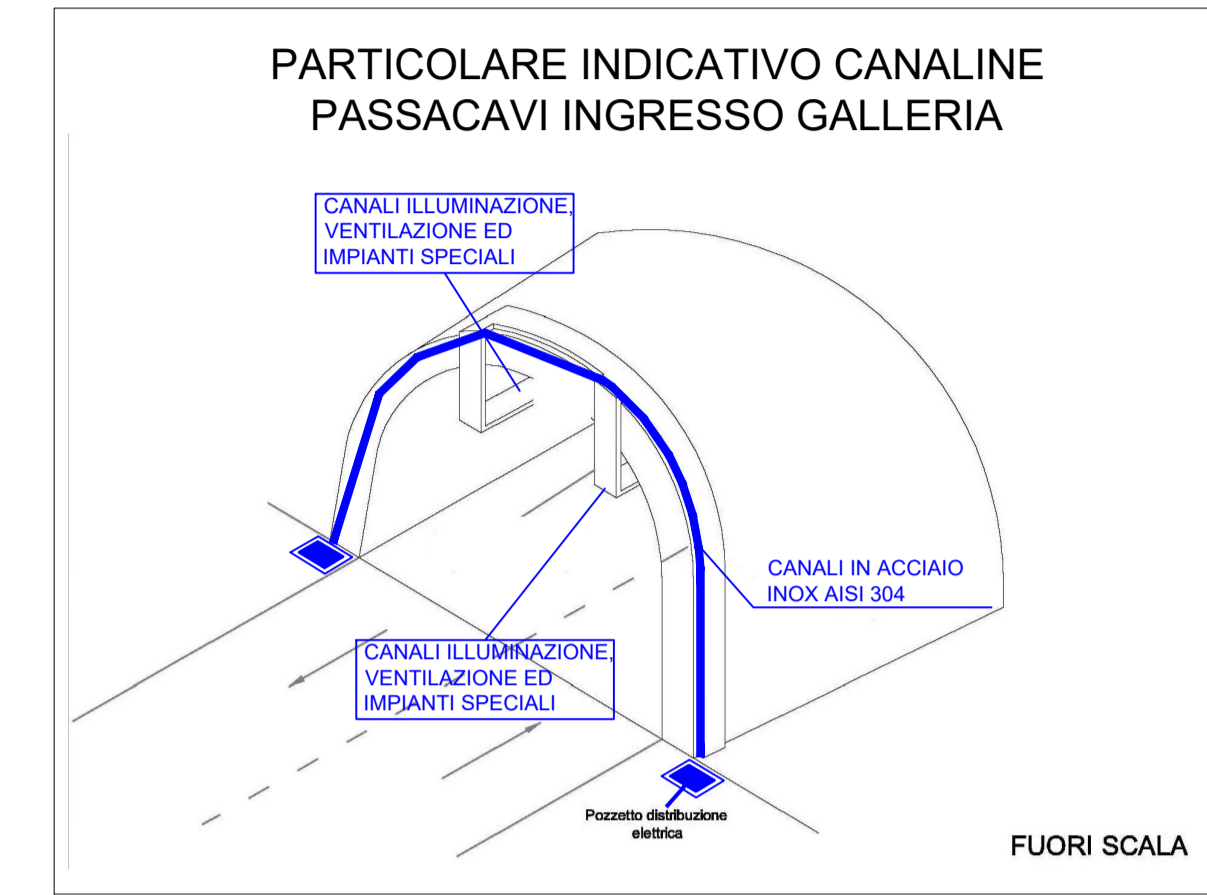 PARTICOLARE INDICATIVO CANALINE
PASSACAVI INGRESSO GALLERIA
CANALI ILLUMINAZIONE,
VENTILAZIONE ED
IMPIANTI SPECIALI
CANALI IN ACCIAIO
INOX AISI 304
CANALI ILLUMINAZIONE,
VENTILAZIONE ED
IMPIANTI SPECIALI
Pozzetto distribuzione
elettrica
FUORI SCALA